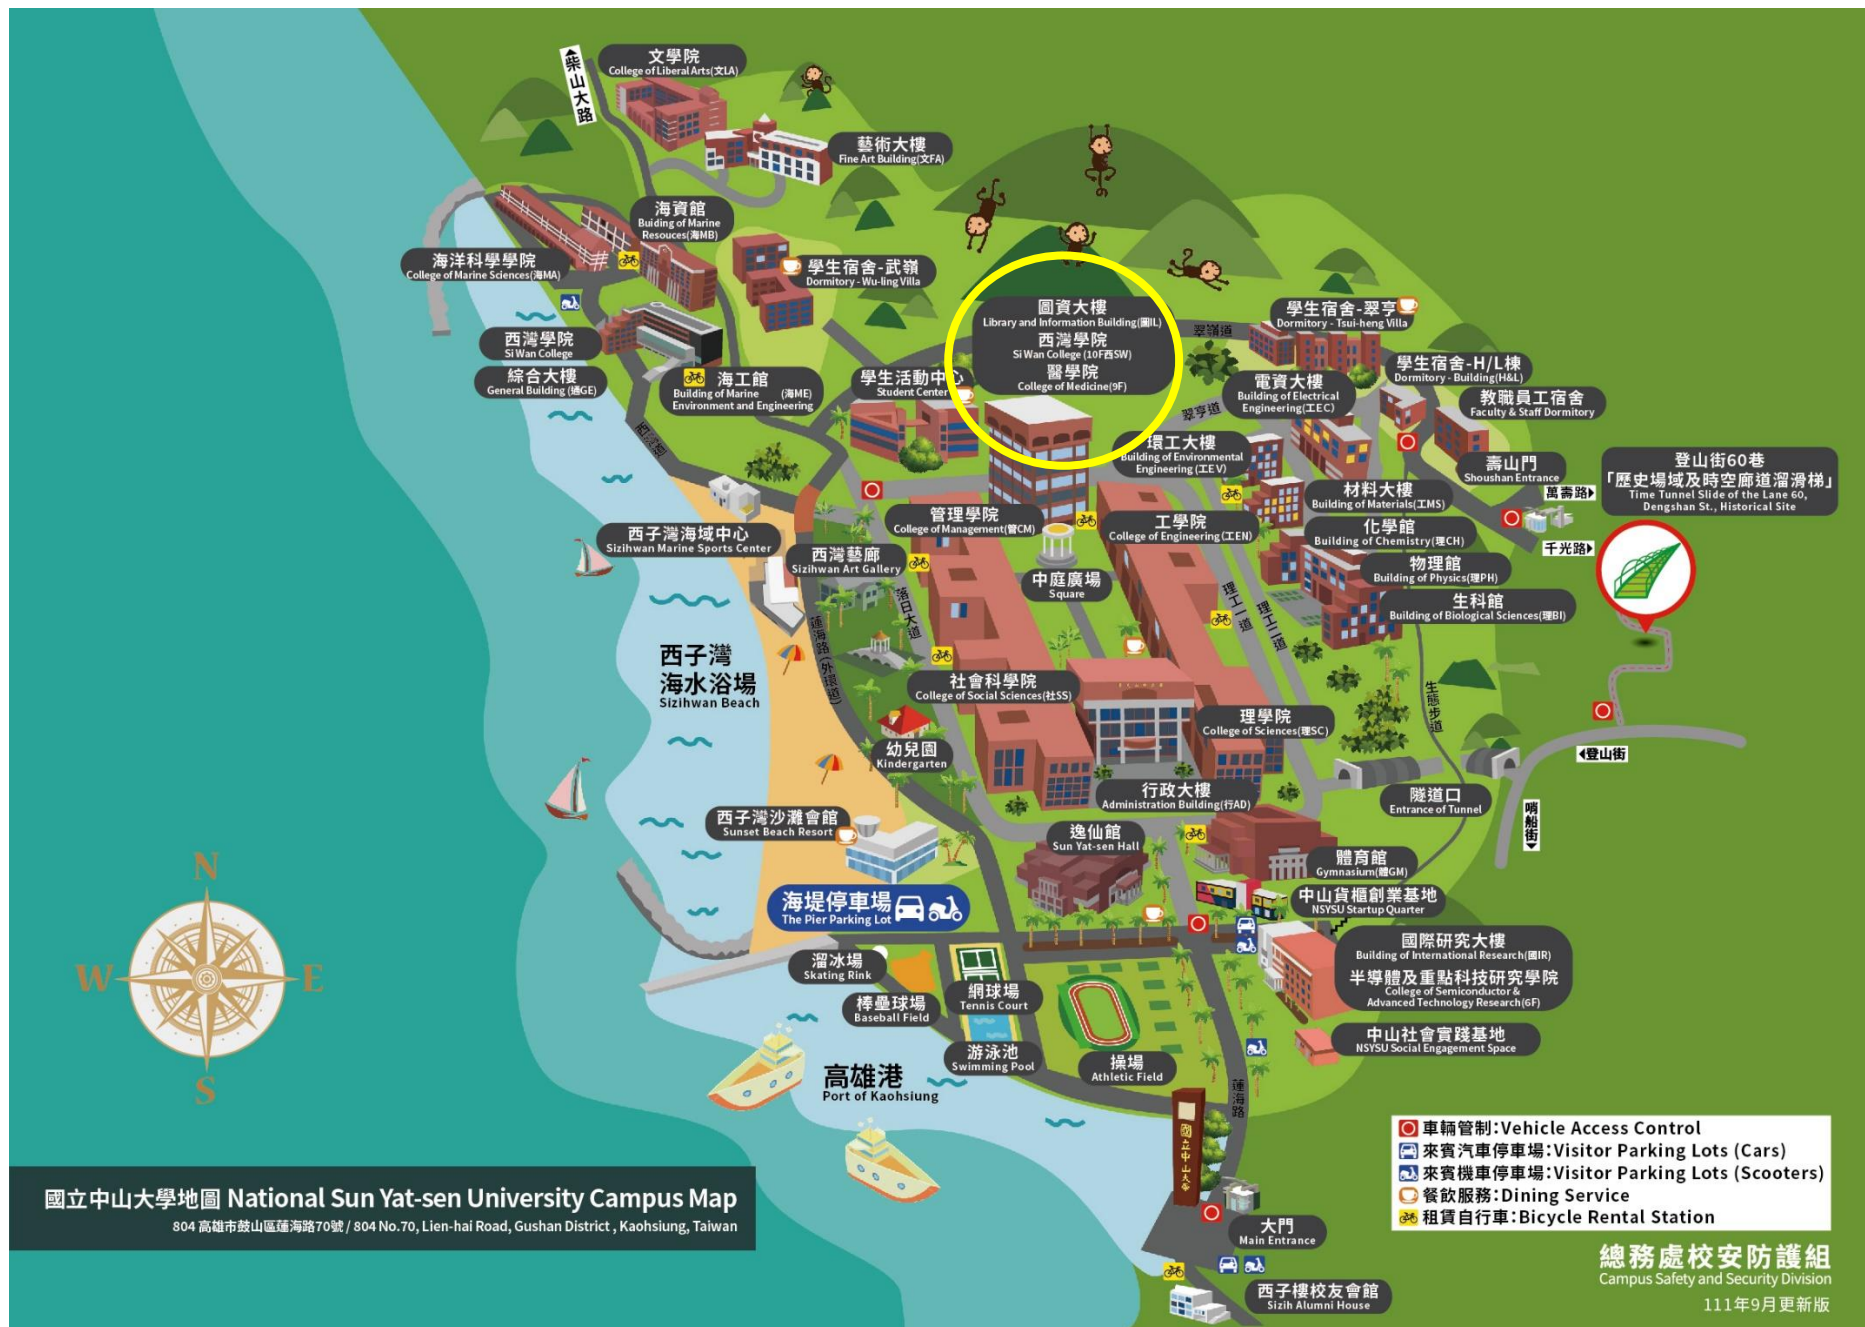 文學院
College of Liberal Arts(文LA)
柴山大路
藝術大樓
Fine Art Building(文FA)
海資館
Buiding of Marine
Resouces(海MB)
海洋科學學院
College of Marine Sciences(海MA)
學生宿舍-武嶺
Dormitory - Wu-ling Villa
圖資大樓
Library and Information Building(圖IL)
西灣學院
Si Wan College (10F西SW)
醫學院
College of Medicine(9F)
翠嶺道
學生宿舍-翠亨
Dormitory - Tsui-heng Villa
西灣學院
Si Wan College
綜合大樓
General Building (通GE)
海工館
Building of Marine (海ME)
Environment and Engineering
學生活動中心
Student Center
電資大樓
Building of Electrical
Engineering(工EC)
學生宿舍-H/L棟
Dormitory - Building(H&L)
教職員工宿舍
Faculty & Staff Dormitory
翠亨道
西灣道
環工大樓
Building of Environmental
Engineering (工EV)
壽山門
Shoushan Entrance
萬壽路
登山街60巷
「歷史場域及時空廊道溜滑梯」
Time Tunnel Slide of the Lane 60,
Dengshan St., Historical Site
材料大樓
Building of Materials(工MS)
管理學院
College of Management(管CM)
工學院
College of Engineering(工EN)
化學館
Building of Chemistry(理CH)
千光路
西子灣海域中心
Sizihwan Marine Sports Center
西灣藝廊
Sizihwan Art Gallery
中庭廣場
Square
物理館
Building of Physics(理PH)
生科館
Building of Biological Sciences(理BI)
落日大道
理工一道
理工二道
蓮海路(外環道)
西子灣
海水浴場
Sizihwan Beach
社會科學院
College of Social Sciences(社SS)
理學院
College of Sciences(理SC)
生態步道
幼兒園
Kindergarten
登山街
行政大樓
Administration Building(行AD)
隧道口
Entrance of Tunnel
哨船街
西子灣沙灘會館
Sunset Beach Resort
逸仙館
Sun Yat-sen Hall
體育館
Gymnasium(體GM)
海堤停車場
The Pier Parking Lot
中山貨櫃創業基地
NSYSU Startup Quarter
國際研究大樓
Building of International Research(國IR)
半導體及重點科技研究學院
College of Semiconductor &
Advanced Technology Research(6F)
溜冰場
Skating Rink
網球場
Tennis Court
棒壘球場
Baseball Field
中山社會實踐基地
NSYSU Social Engagement Space
游泳池
Swimming Pool
操場
Athletic Field
高雄港
Port of Kaohsiung
蓮海路
國立中山大學
大門
Main Entrance
西子樓校友會館
Sizih Alumni House
N
W
E
S
國立中山大學地圖 National Sun Yat-sen University Campus Map
804 高雄市鼓山區蓮海路70號 / 804 No.70, Lien-hai Road, Gushan District , Kaohsiung, Taiwan
車輛管制:Vehicle Access Control
來賓汽車停車場:Visitor Parking Lots (Cars)
來賓機車停車場:Visitor Parking Lots (Scooters)
餐飲服務:Dining Service
租賃自行車:Bicycle Rental Station
總務處校安防護組
Campus Safety and Security Division
111年9月更新版